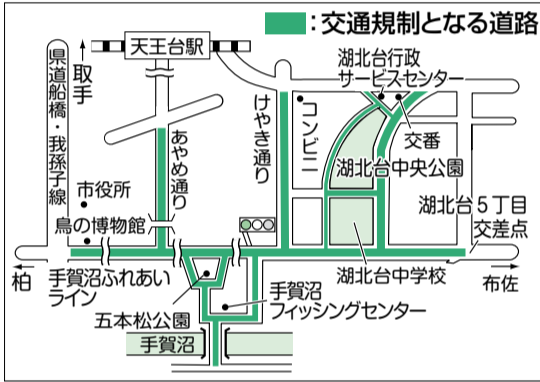 ：交通規制となる道路
天王台駅
湖北台行政
サービスセンター
県道船橋・我孫子線
取手
けやき通り
コンビニ
交番
あやめ通り
湖北台中央公園
市役所
鳥の博物館
湖北台５丁目
交差点
柏
手賀沼ふれあい
ライン
五本松公園
手賀沼
フィッシングセンター
湖北台中学校
布佐
手賀沼